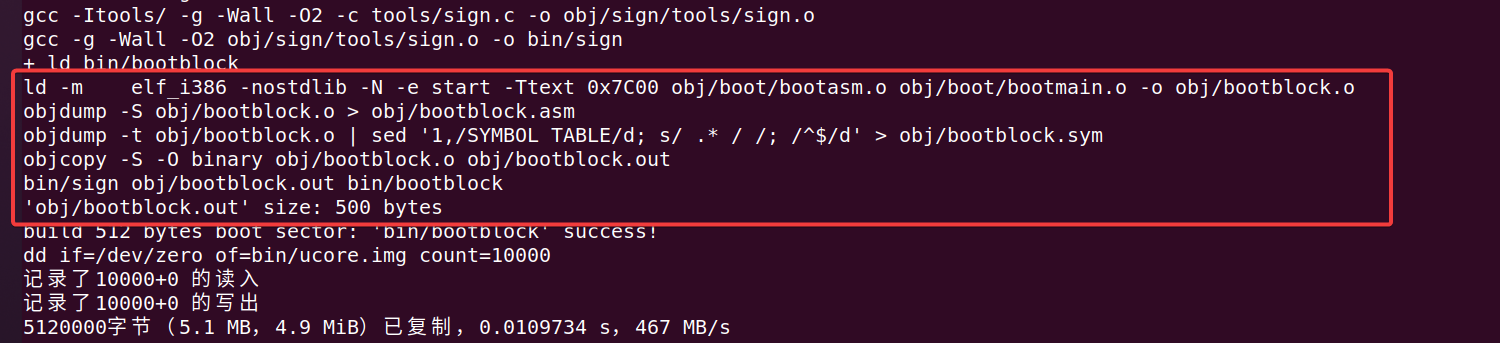 gcc -Itools/ -g -Wall -O2 -c tools/sign.c -o obj/sign/tools/sign.o
gcc -g -Wall -O2 obj/sign/tools/sign.o -o bin/sign
+ ld bin/bootblock
ld -m    elf_i386 -nostdlib -N -e start -Ttext 0x7C00 obj/boot/bootasm.o obj/boot/bootmain.o -o obj/bootblock.o
objdump -S obj/bootblock.o > obj/bootblock.asm
objdump -t obj/bootblock.o | sed '1,/SYMBOL TABLE/d; s/ .* / /; /^$/d' > obj/bootblock.sym
objcopy -S -O binary obj/bootblock.o obj/bootblock.out
bin/sign obj/bootblock.out bin/bootblock
'obj/bootblock.out' size: 500 bytes
build 512 bytes boot sector: 'bin/bootblock' success!
dd if=/dev/zero of=bin/ucore.img count=10000
记录了10000+0 的读入
记录了10000+0 的写出
5120000字节（5.1 MB，4.9 MiB）已复制，0.0109734 s，467 MB/s